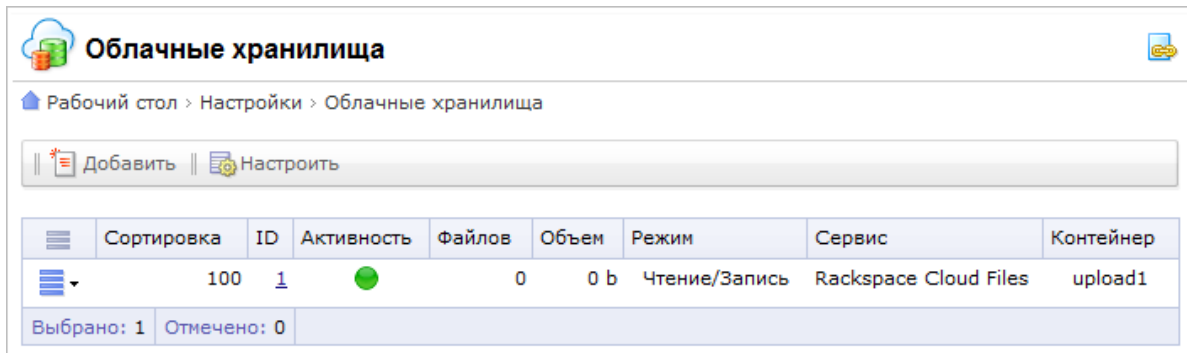 Облачные хранилища
Рабочий стол › Настройки › Облачные хранилища
Добавить Настроить
Сортировка ID Активность Файлов Объем Режим Сервис Контейнер
100 1 0 0 b Чтение/Запись Rackspace Cloud Files upload1
Выбрано: 1 Отмечено: 0